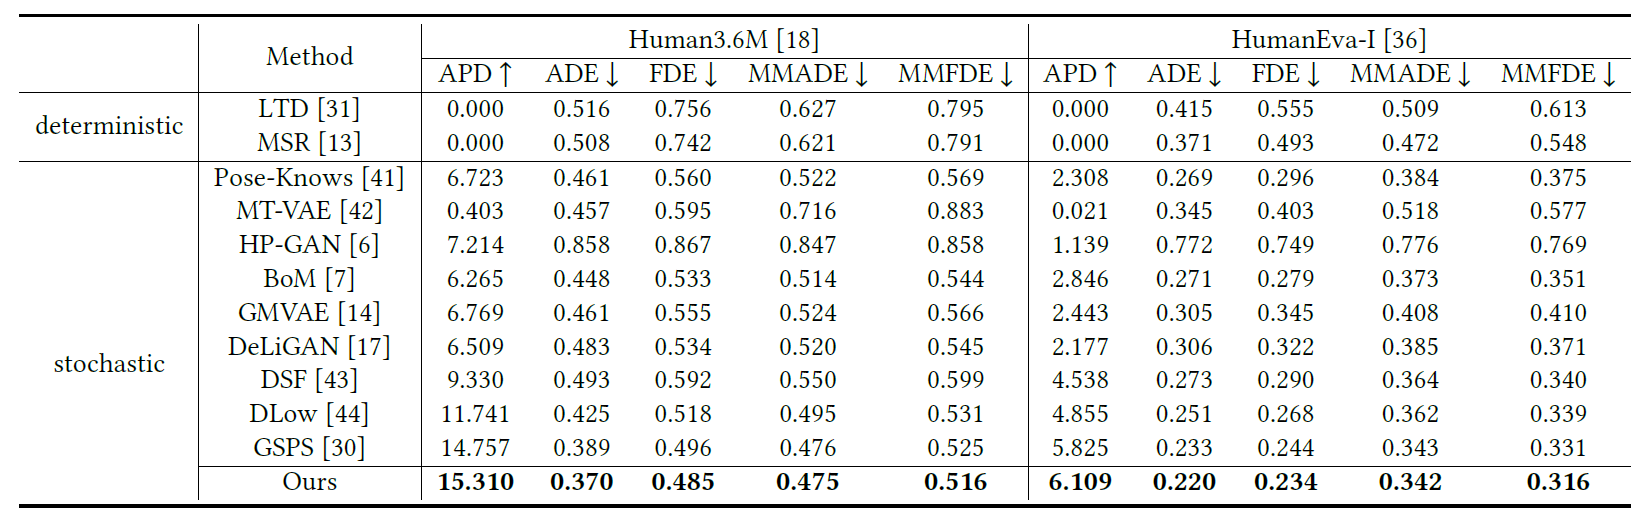 Method Human3.6M [18] HumanEva-I [36]
APD↑ ADE↓ FDE↓ MMADE↓ MMFDE↓ APD↑ ADE↓ FDE↓ MMADE↓ MMFDE↓
deterministic
LTD [31] 0.000 0.516 0.756 0.627 0.795 0.000 0.415 0.555 0.509 0.613
MSR [13] 0.000 0.508 0.742 0.621 0.791 0.000 0.371 0.493 0.472 0.548
stochastic
Pose-Knows [41] 6.723 0.461 0.560 0.522 0.569 2.308 0.269 0.296 0.384 0.375
MT-VAE [42] 0.403 0.457 0.595 0.716 0.883 0.021 0.345 0.403 0.518 0.577
HP-GAN [6] 7.214 0.858 0.867 0.847 0.858 1.139 0.772 0.749 0.776 0.769
BoM [7] 6.265 0.448 0.533 0.514 0.544 2.846 0.271 0.279 0.373 0.351
GMVAE [14] 6.769 0.461 0.555 0.524 0.566 2.443 0.305 0.345 0.408 0.410
DeLiGAN [17] 6.509 0.483 0.534 0.520 0.545 2.177 0.306 0.322 0.385 0.371
DSF [43] 9.330 0.493 0.592 0.550 0.599 4.538 0.273 0.290 0.364 0.340
DLow [44] 11.741 0.425 0.518 0.495 0.531 4.855 0.251 0.268 0.362 0.339
GSPS [30] 14.757 0.389 0.496 0.476 0.525 5.825 0.233 0.244 0.343 0.331
Ours 15.310 0.370 0.485 0.475 0.516 6.109 0.220 0.234 0.342 0.316